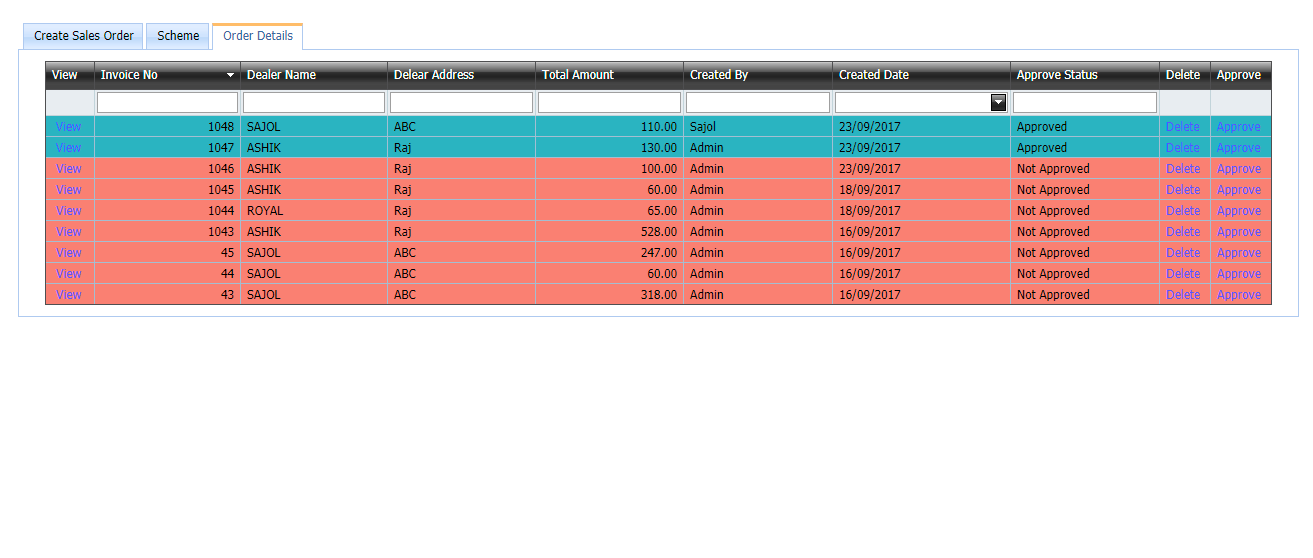 Create Sales Order Scheme Order Details
View Invoice No Dealer Name Delear Address Total Amount Created By Created Date Approve Status Delete Approve
View 1048 SAJOL ABC 110.00 Sajol 23/09/2017 Approved Delete Approve
View 1047 ASHIK Raj 130.00 Admin 23/09/2017 Approved Delete Approve
View 1046 ASHIK Raj 100.00 Admin 23/09/2017 Not Approved Delete Approve
View 1045 ASHIK Raj 60.00 Admin 18/09/2017 Not Approved Delete Approve
View 1044 ROYAL Raj 65.00 Admin 18/09/2017 Not Approved Delete Approve
View 1043 ASHIK Raj 528.00 Admin 16/09/2017 Not Approved Delete Approve
View 45 SAJOL ABC 247.00 Admin 16/09/2017 Not Approved Delete Approve
View 44 SAJOL ABC 60.00 Admin 16/09/2017 Not Approved Delete Approve
View 43 SAJOL ABC 318.00 Admin 16/09/2017 Not Approved Delete Approve